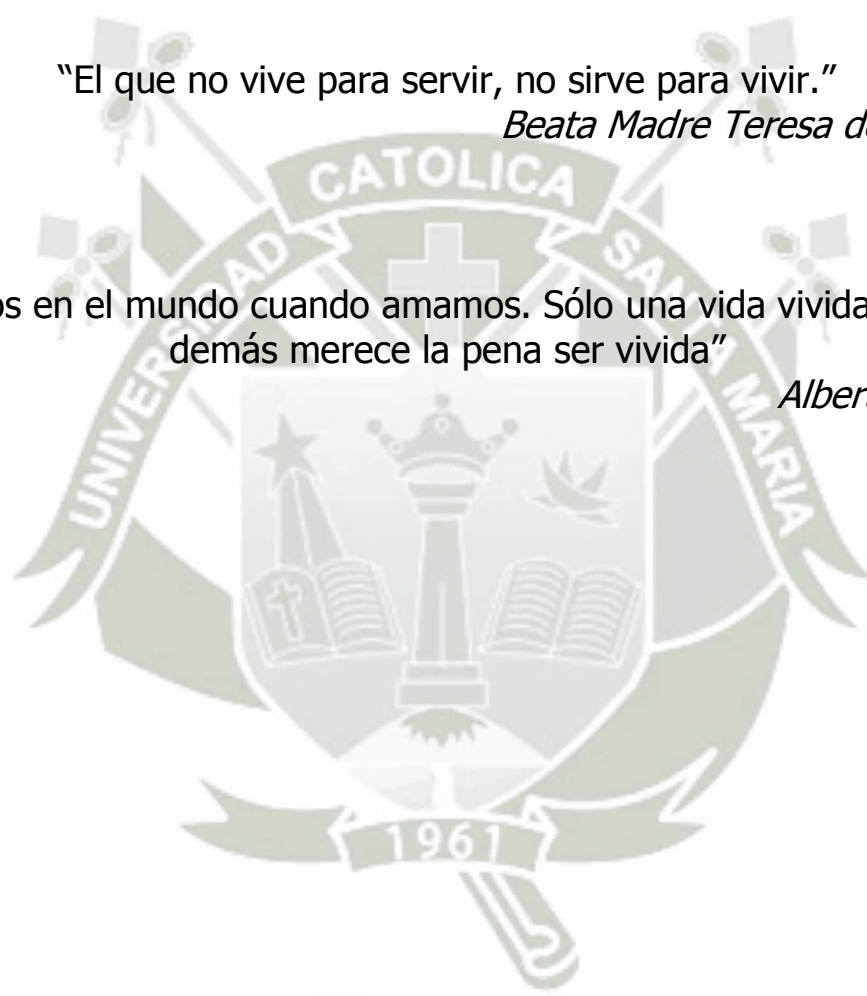 “El que no vive para servir, no sirve para vivir.”
Beata Madre Teresa d
CATOLICA
UNIVERSIDAD
SANTA MARIA
os en el mundo cuando amamos. Sólo una vida vivida
demás merece la pena ser vivida”
Alber
1961